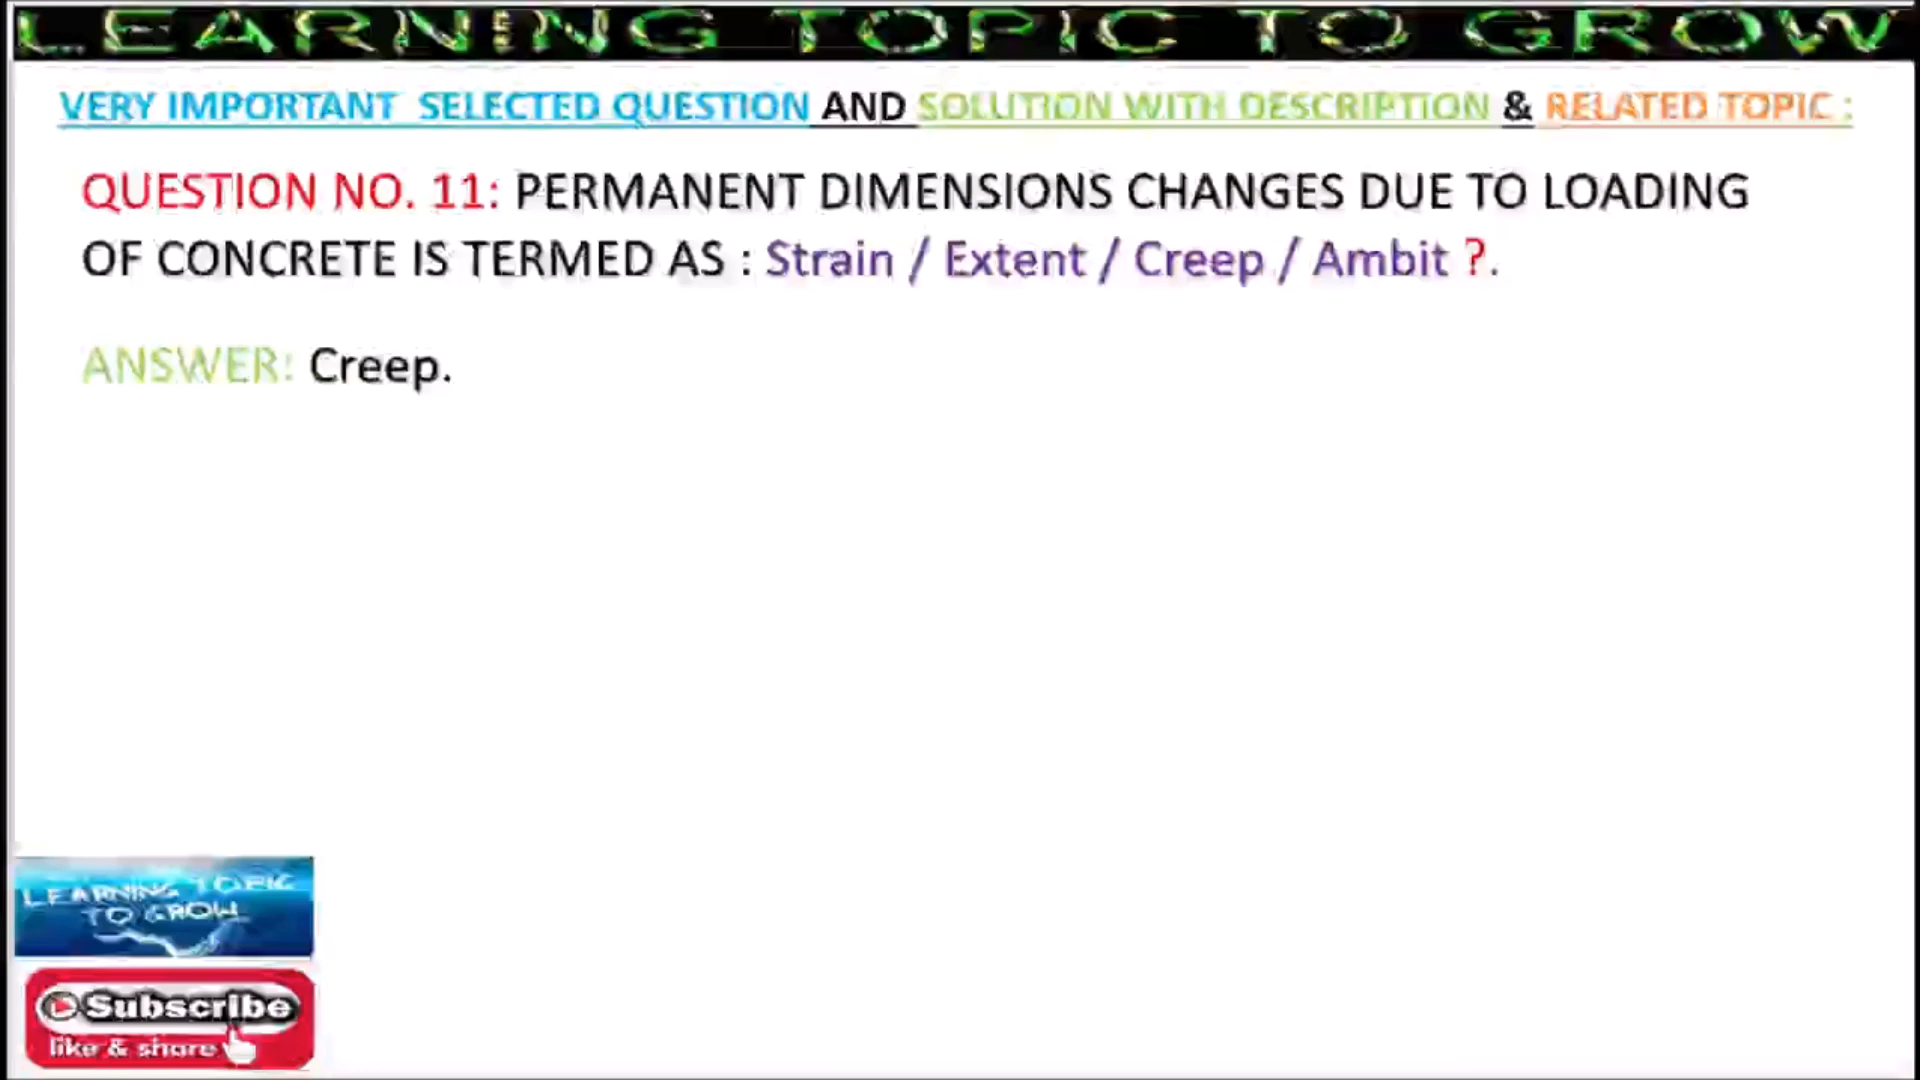 LEARNING TOPIC TO GROW
VERY IMPORTANT SELECTED QUESTION AND SOLUTION WITH DESCRIPTION & RELATED TOPIC :
QUESTION NO. 11: PERMANENT DIMENSIONS CHANGES DUE TO LOADING
OF CONCRETE IS TERMED AS : Strain / Extent / Creep / Ambit ?.
ANSWER: Creep.
LEARNING TOPIC
TO GROW
Subscribe
like & share